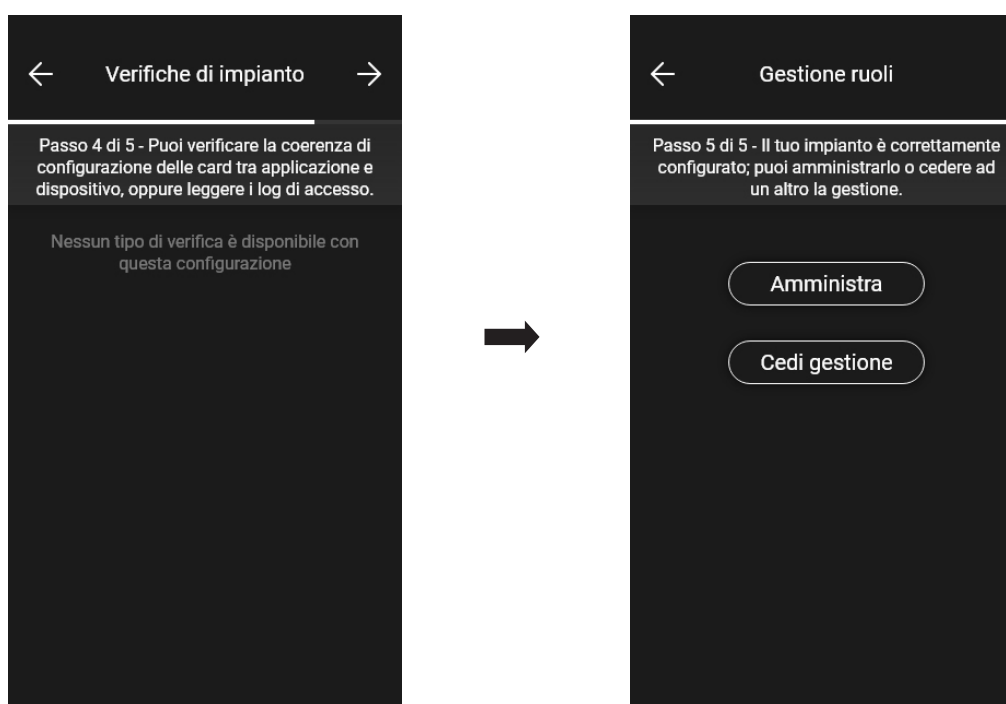 Verifiche di impianto
Passo 4 di 5 - Puoi verificare la coerenza di
configurazione delle card tra applicazione e
dispositivo, oppure leggere i log di accesso.
Nessun tipo di verifica è disponibile con
questa configurazione
Gestione ruoli
Passo 5 di 5 - Il tuo impianto è correttamente
configurato; puoi amministrarlo o cedere ad
un altro la gestione.
Amministra
Cedi gestione